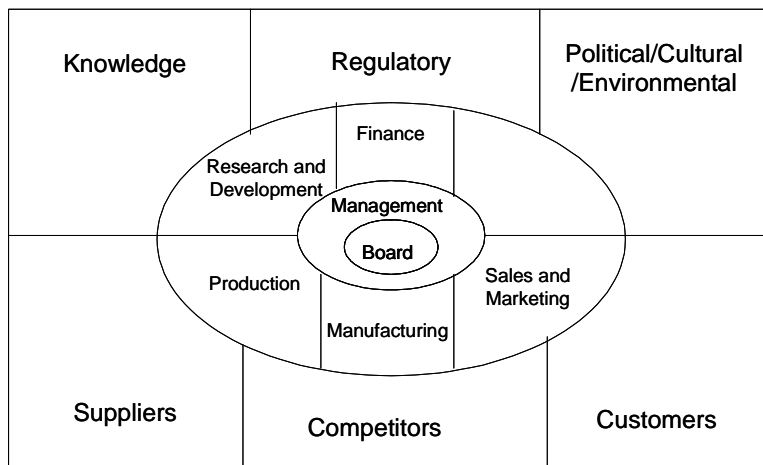 Knowledge
Regulatory
Political/Cultural
/Environmental
Finance
Research and
Development
Management
Board
Production
Sales and
Marketing
Manufacturing
Suppliers
Competitors
Customers